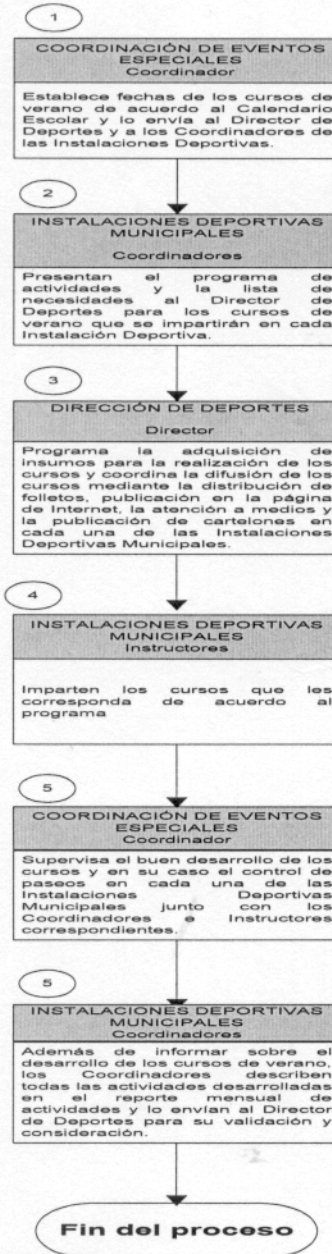 1
COORDINACIÓN DE EVENTOS
ESPECIALES
Coordinador
Establece fechas de los cursos de
verano de acuerdo al Calendario
Escolar y lo envía al Director de
Deportes y a los Coordinadores de
las Instalaciones Deportivas.
2
INSTALACIONES DEPORTIVAS
MUNICIPALES
Coordinadores
Presentan el programa de
actividades y la lista de
necesidades al Director de
Deportes para los cursos de
verano que se impartirán en cada
Instalación Deportiva.
3
DIRECCIÓN DE DEPORTES
Director
Programa la adquisición de
insumos para la realización de los
cursos y coordina la difusión de los
cursos mediante la distribución de
folletos, publicación en la página
de Internet, la atención a medios y
la publicación de cartelones en
cada una de las Instalaciones
Deportivas Municipales.
4
INSTALACIONES DEPORTIVAS
MUNICIPALES
Instructores
Imparten los cursos que les
corresponda de acuerdo al
programa
5
COORDINACIÓN DE EVENTOS
ESPECIALES
Coordinador
Supervisa el buen desarrollo de los
cursos y en su caso el control de
paseos en cada una de las
Instalaciones Deportivas
Municipales junto con los
Coordinadores e Instructores
correspondientes.
5
INSTALACIONES DEPORTIVAS
MUNICIPALES
Coordinadores
Además de informar sobre el
desarrollo de los cursos de verano,
los Coordinadores describen
todas las actividades desarrolladas
en el reporte mensual de
actividades y lo envían al Director
de Deportes para su validación y
consideración.
Fin del proceso